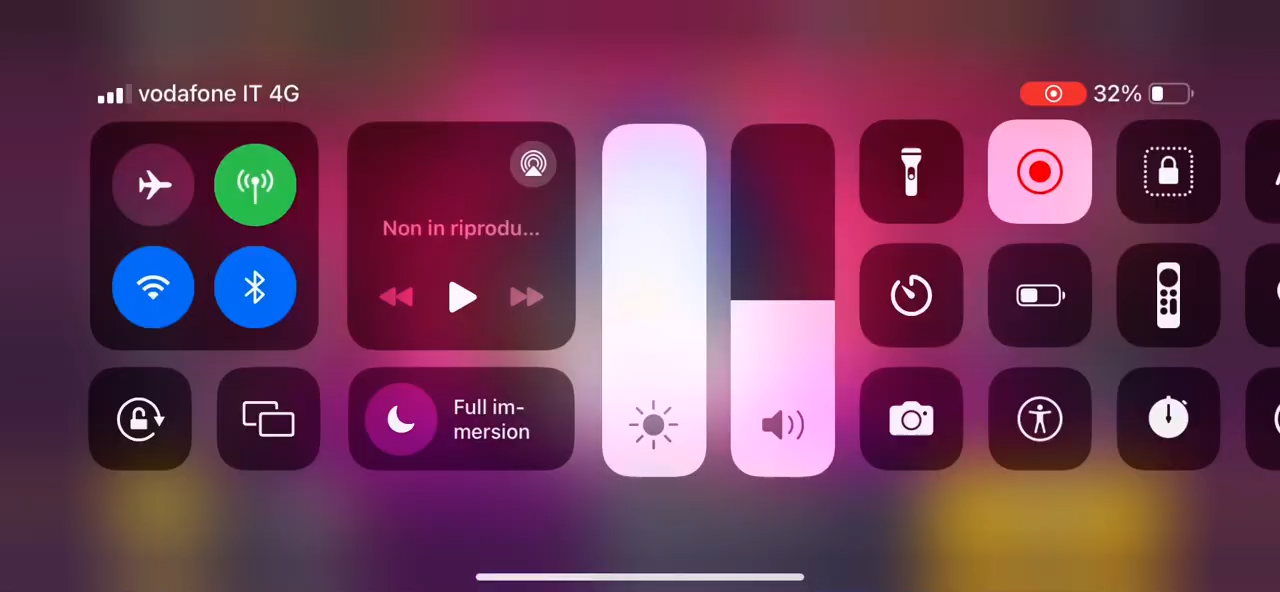 vodafone IT 4G
32%
Non in riprodu...
Full im-
mersion